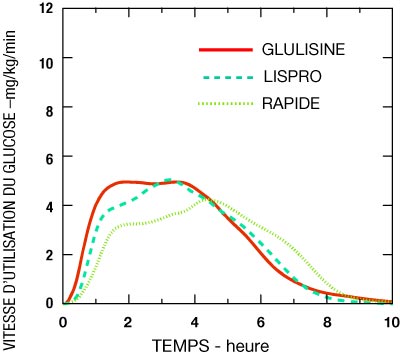 VITESSE D'UTILISATION DU GLUCOSE –mg/kg/min
12
10
8
6
4
2
0
GLULISINE
LISPRO
RAPIDE
0 2 4 6 8 10
TEMPS - heure